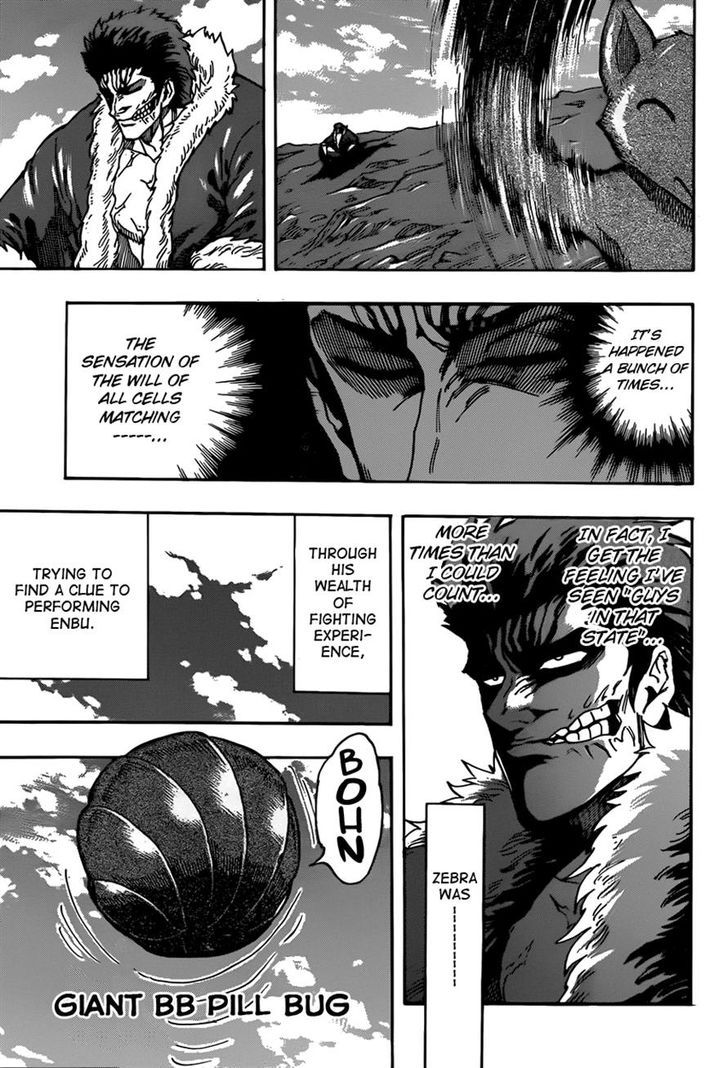 IT'S
HAPPENED
A BUNCH OF
TIMES...
THE
SENSATION OF
THE WILL OF
ALL CELLS
MATCHING
-----...
IN FACT, I
GET THE
FEELING I'VE
SEEN "GUYS
IN THAT
STATE"...
MORE
TIMES THAN
I COULD
COUNT...
ZEBRA
WAS
----------
THROUGH
HIS
WEALTH
OF
FIGHTING
EXPERI-
ENCE,
TRYING TO
FIND A CLUE TO
PERFORMING
ENBU.
BOHN
GIANT BB PILL BUG